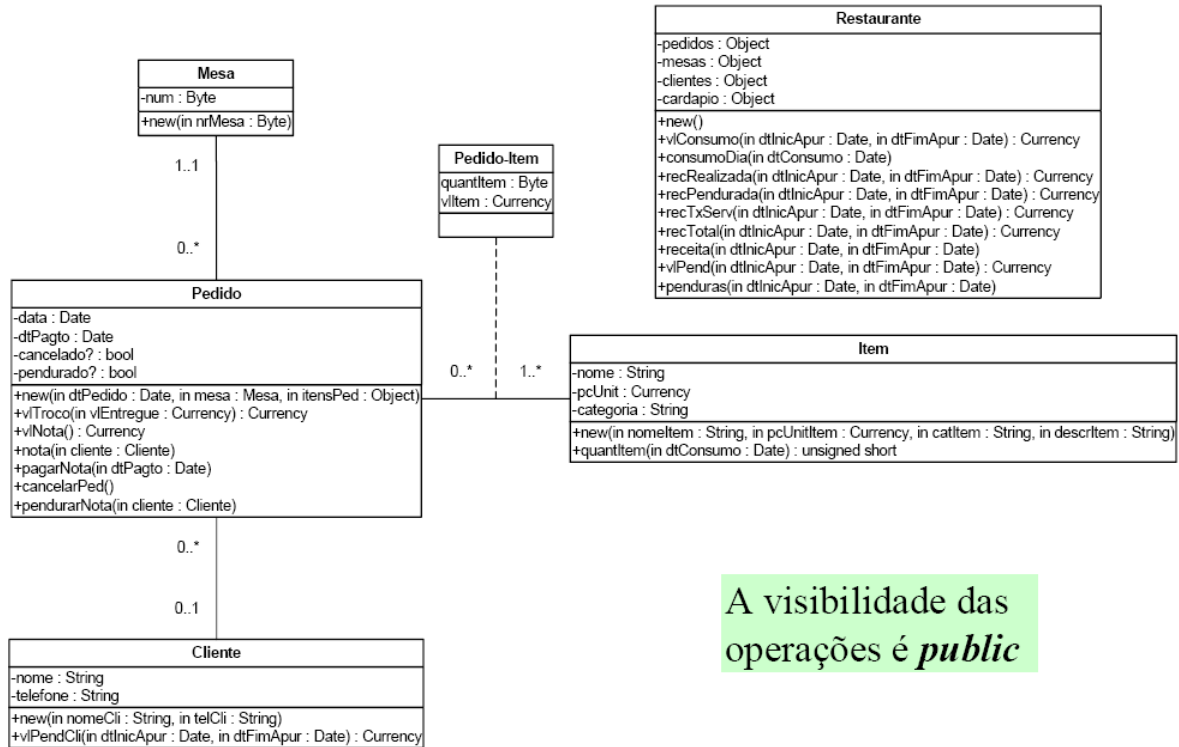 Restaurante
-pedidos : Object
-mesas : Object
-clientes : Object
-cardapio : Object
+new()
+vlConsumo(in dtInicApur : Date, in dtFimApur : Date) : Currency
+consumoDia(in dtConsumo : Date)
+recRealizada(in dtInicApur : Date, in dtFimApur : Date) : Currency
+recPendurada(in dtInicApur : Date, in dtFimApur : Date) : Currency
+recTxServ(in dtInicApur : Date, in dtFimApur : Date) : Currency
+recTotal(in dtInicApur : Date, in dtFimApur : Date) : Currency
+receita(in dtInicApur : Date, in dtFimApur : Date)
+vlPend(in dtInicApur : Date, in dtFimApur : Date) : Currency
+penduras(in dtInicApur : Date, in dtFimApur : Date)
Mesa
-num : Byte
+new(in nrMesa : Byte)
1..1
0..*
Pedido-Item
quantItem : Byte
vlItem : Currency
Pedido
-data : Date
-dtPagto : Date
-cancelado? : bool
-pendurado? : bool
+new(in dtPedido : Date, in mesa : Mesa, in itensPed : Object)
+vlTroco(in vlEntregue : Currency) : Currency
+vlNota() : Currency
+nota(in cliente : Cliente)
+pagarNota(in dtPagto : Date)
+cancelarPed()
+pendurarNota(in cliente : Cliente)
0..* 1..*
Item
-nome : String
-pcUnit : Currency
-categoria : String
+new(in nomeItem : String, in pcUnitItem : Currency, in catItem : String, in descrItem : String)
+quantItem(in dtConsumo : Date) : unsigned short
0..*
0..1
Cliente
-nome : String
-telefone : String
+new(in nomeCli : String, in telCli : String)
+vlPendCli(in dtInicApur : Date, in dtFimApur : Date) : Currency
A visibilidade das
operações é public